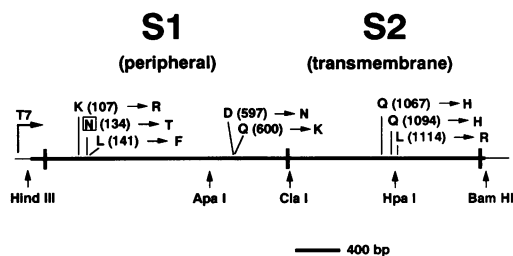 S1 S2
(peripheral) (transmembrane)
T7
K (107) → R
N (134) → T
L (141) → F
D (597) → N
Q (600) → K
Q (1067) → H
Q (1094) → H
L (1114) → R
Hind III Apa I Cla I Hpa I Bam HI
400 bp